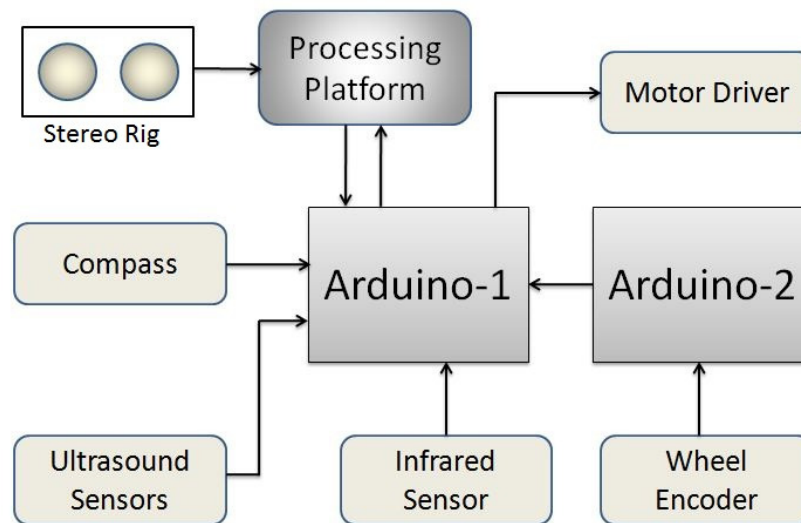 Processing
Platform
Motor Driver
Stereo Rig
Compass
Arduino-1
Arduino-2
Ultrasound
Sensors
Infrared
Sensor
Wheel
Encoder